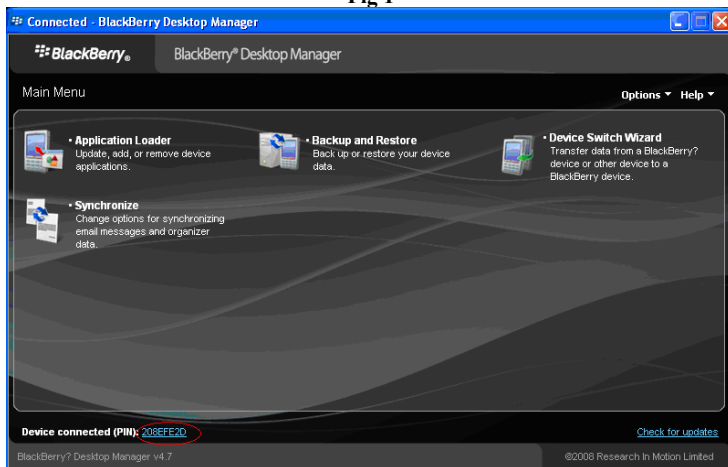 Connected - BlackBerry Desktop Manager
BlackBerry®
BlackBerry® Desktop Manager
Main Menu
Options Help
Application Loader
Update, add, or remove device
applications.
Backup and Restore
Back up or restore your device
data.
Device Switch Wizard
Transfer data from a BlackBerry?
device or other device to a
BlackBerry device.
Synchronize
Change options for synchronizing
email messages and organizer
data.
Device connected (PIN): 208EFE2D
Check for updates
BlackBerry? Desktop Manager v4.7
©2008 Research In Motion Limited